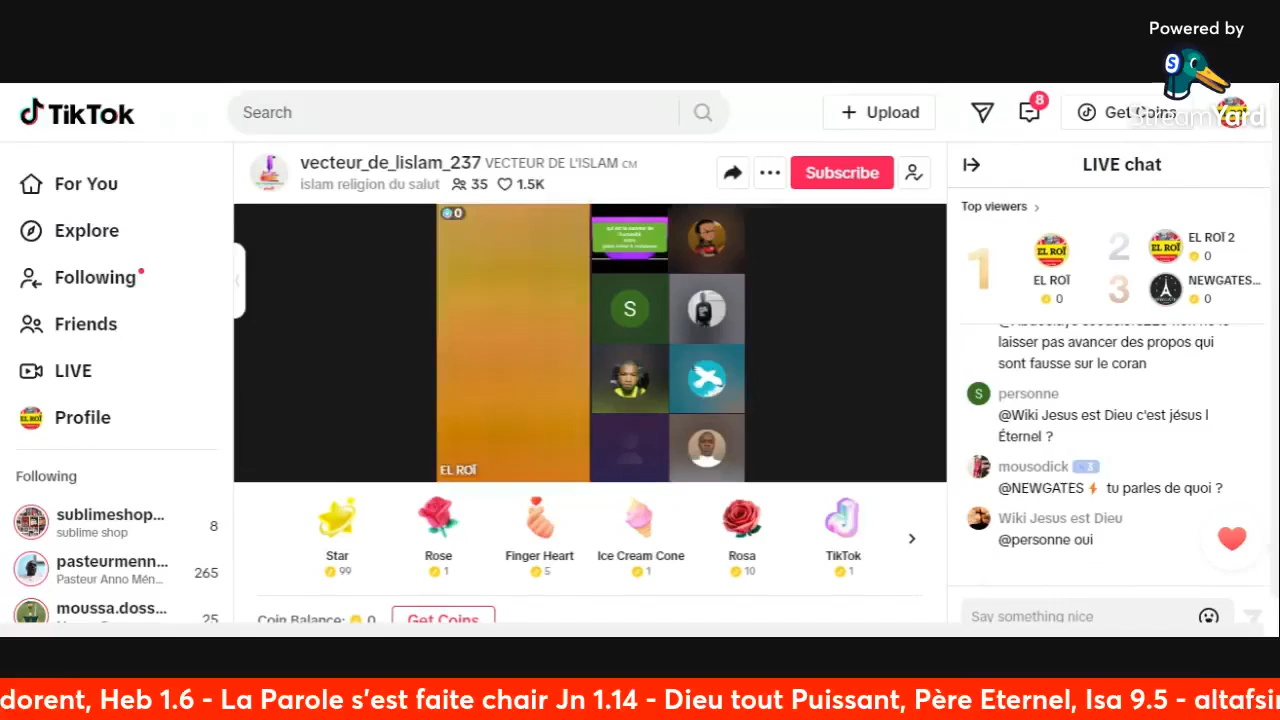 Powered by
StreamYard
TikTok
Search
Upload
8
Get Coins
For You
Explore
Following
Friends
LIVE
Profile
Following
sublimeshop...
sublime shop
8
pasteurmenn...
Pasteur Anno Mén...
265
moussa.doss...
25
vecteur_de_lislam_237 VECTEUR DE L'ISLAM CM
islam religion du salut 35 1.5K
Subscribe
0
EL ROÏ
S
Star
99
Rose
1
Finger Heart
5
Ice Cream Cone
1
Rosa
10
TikTok
1
Coin Balance: 0
Get Coins
LIVE chat
Top viewers
1
EL ROÏ
EL ROÏ
0
2
EL ROÏ
EL ROÏ 2
0
3
NEWGATES...
0
laisser pas avancer des propos qui
sont fausse sur le coran
S
personne
@Wiki Jesus est Dieu c'est jésus l
Éternel ?
mousodick 3
@NEWGATES⚡ tu parles de quoi ?
Wiki Jesus est Dieu
@personne oui
Say something nice
dorent, Heb 1.6 - La Parole s'est faite chair Jn 1.14 - Dieu tout Puissant, Père Eternel, Isa 9.5 - altafsi